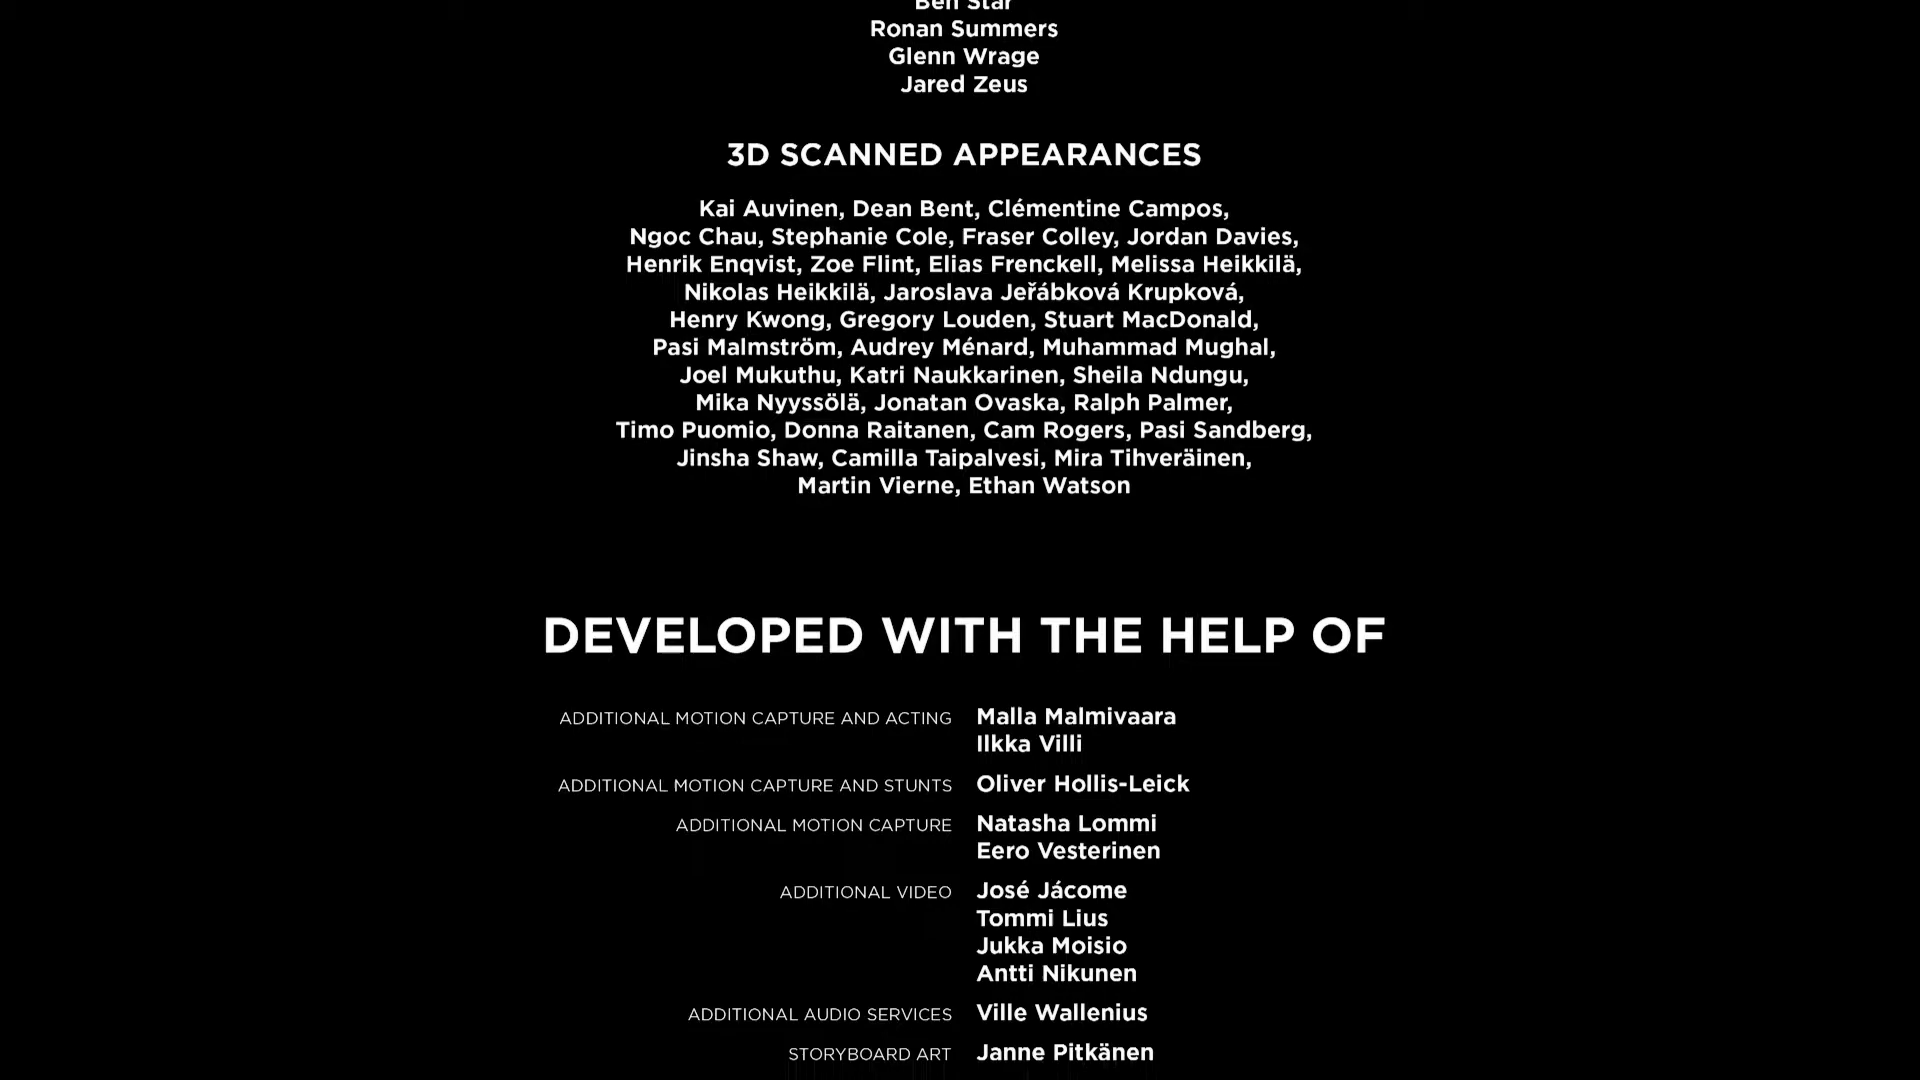 Ben Star
Ronan Summers
Glenn Wrage
Jared Zeus
3D SCANNED APPEARANCES
Kai Auvinen, Dean Bent, Clémentine Campos,
Ngoc Chau, Stephanie Cole, Fraser Colley, Jordan Davies,
Henrik Enqvist, Zoe Flint, Elias Frenckell, Melissa Heikkilä,
Nikolas Heikkilä, Jaroslava Jeřábková Krupková,
Henry Kwong, Gregory Louden, Stuart MacDonald,
Pasi Malmström, Audrey Ménard, Muhammad Mughal,
Joel Mukuthu, Katri Naukkarinen, Sheila Ndungu,
Mika Nyyssölä, Jonatan Ovaska, Ralph Palmer,
Timo Puomio, Donna Raitanen, Cam Rogers, Pasi Sandberg,
Jinsha Shaw, Camilla Taipalvesi, Mira Tihveräinen,
Martin Vierne, Ethan Watson
DEVELOPED WITH THE HELP OF
ADDITIONAL MOTION CAPTURE AND ACTING Malla Malmivaara
Ilkka Villi
ADDITIONAL MOTION CAPTURE AND STUNTS Oliver Hollis-Leick
ADDITIONAL MOTION CAPTURE Natasha Lommi
Eero Vesterinen
ADDITIONAL VIDEO José Jácome
Tommi Lius
Jukka Moisio
Antti Nikunen
ADDITIONAL AUDIO SERVICES Ville Wallenius
STORYBOARD ART Janne Pitkänen